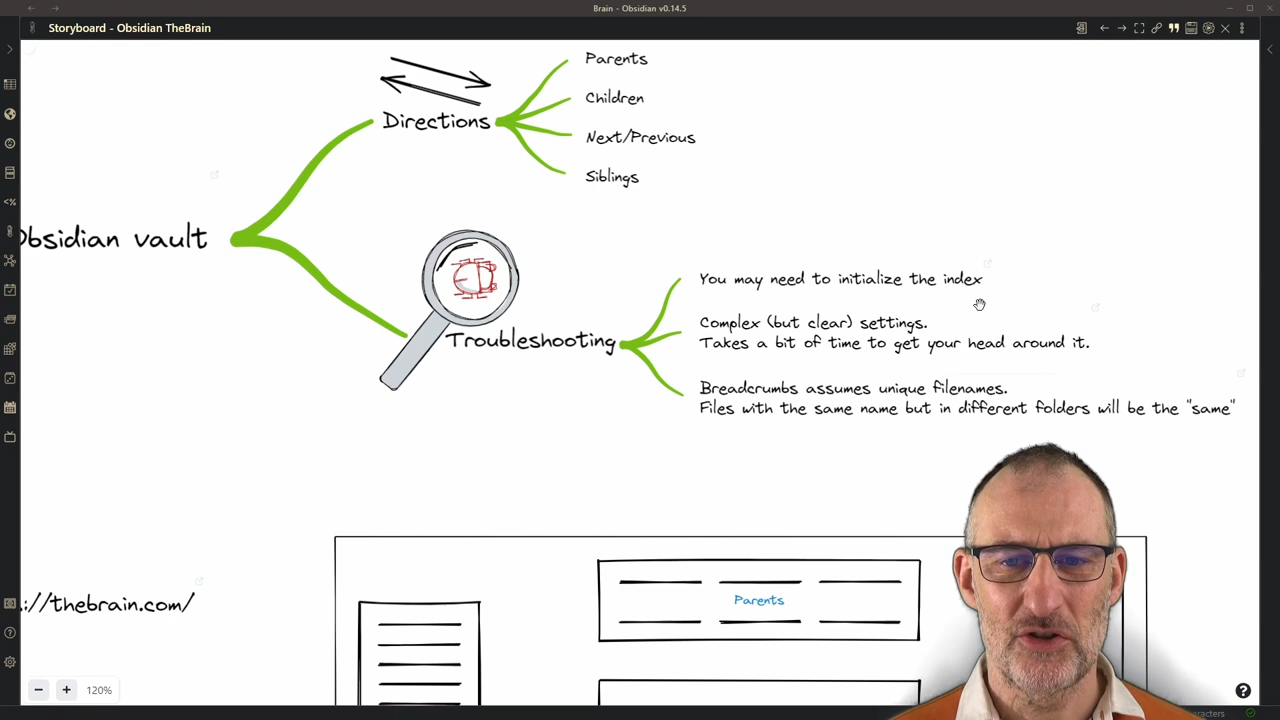 Brain - Obsidian v0.14.5
Storyboard - Obsidian TheBrain
Parents
Children
Directions
Next/Previous
Siblings
Obsidian vault
You may need to initialize the index
Complex (but clear) settings.
Takes a bit of time to get your head around it.
Troubleshooting
Breadcrumbs assumes unique filenames.
Files with the same name but in different folders will be the "same"
://thebrain.com/
Parents
120%